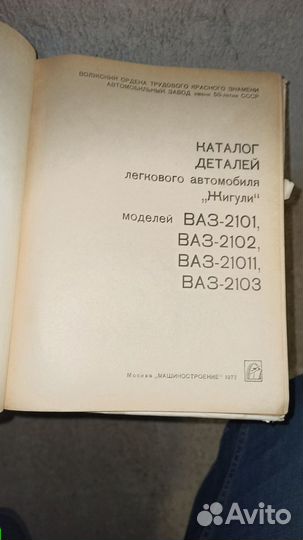 ВОЛЖСКИЙ ОРДЕНА ТРУДОВОГО КРАСНОГО ЗНАМЕНИ
АВТОМОБИЛЬНЫЙ ЗАВОД имени 50-летия СССР
КАТАЛОГ
ДЕТАЛЕЙ
легкового автомобиля
„Жигули“
моделей ВАЗ-2101,
ВАЗ-2102,
ВАЗ-21011,
ВАЗ-2103
Москва „МАШИНОСТРОЕНИЕ“ 1977
Avito